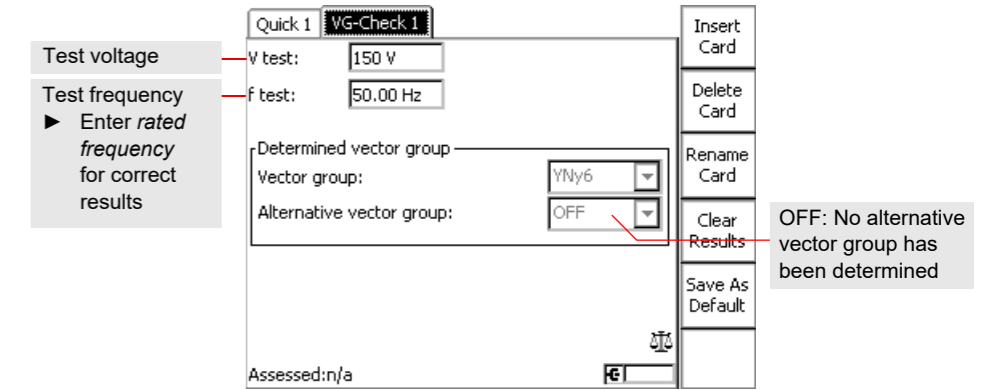 Quick 1
VG-Check 1
Insert
Card
Test voltage
V test:
150 V
Test frequency
► Enter rated
frequency
for correct
results
f test:
50.00 Hz
Delete
Card
Determined vector group
Vector group:
YNy6
Rename
Card
Alternative vector group:
OFF
Clear
Results
OFF: No alternative
vector group has
been determined
Save As
Default
Assessed:n/a